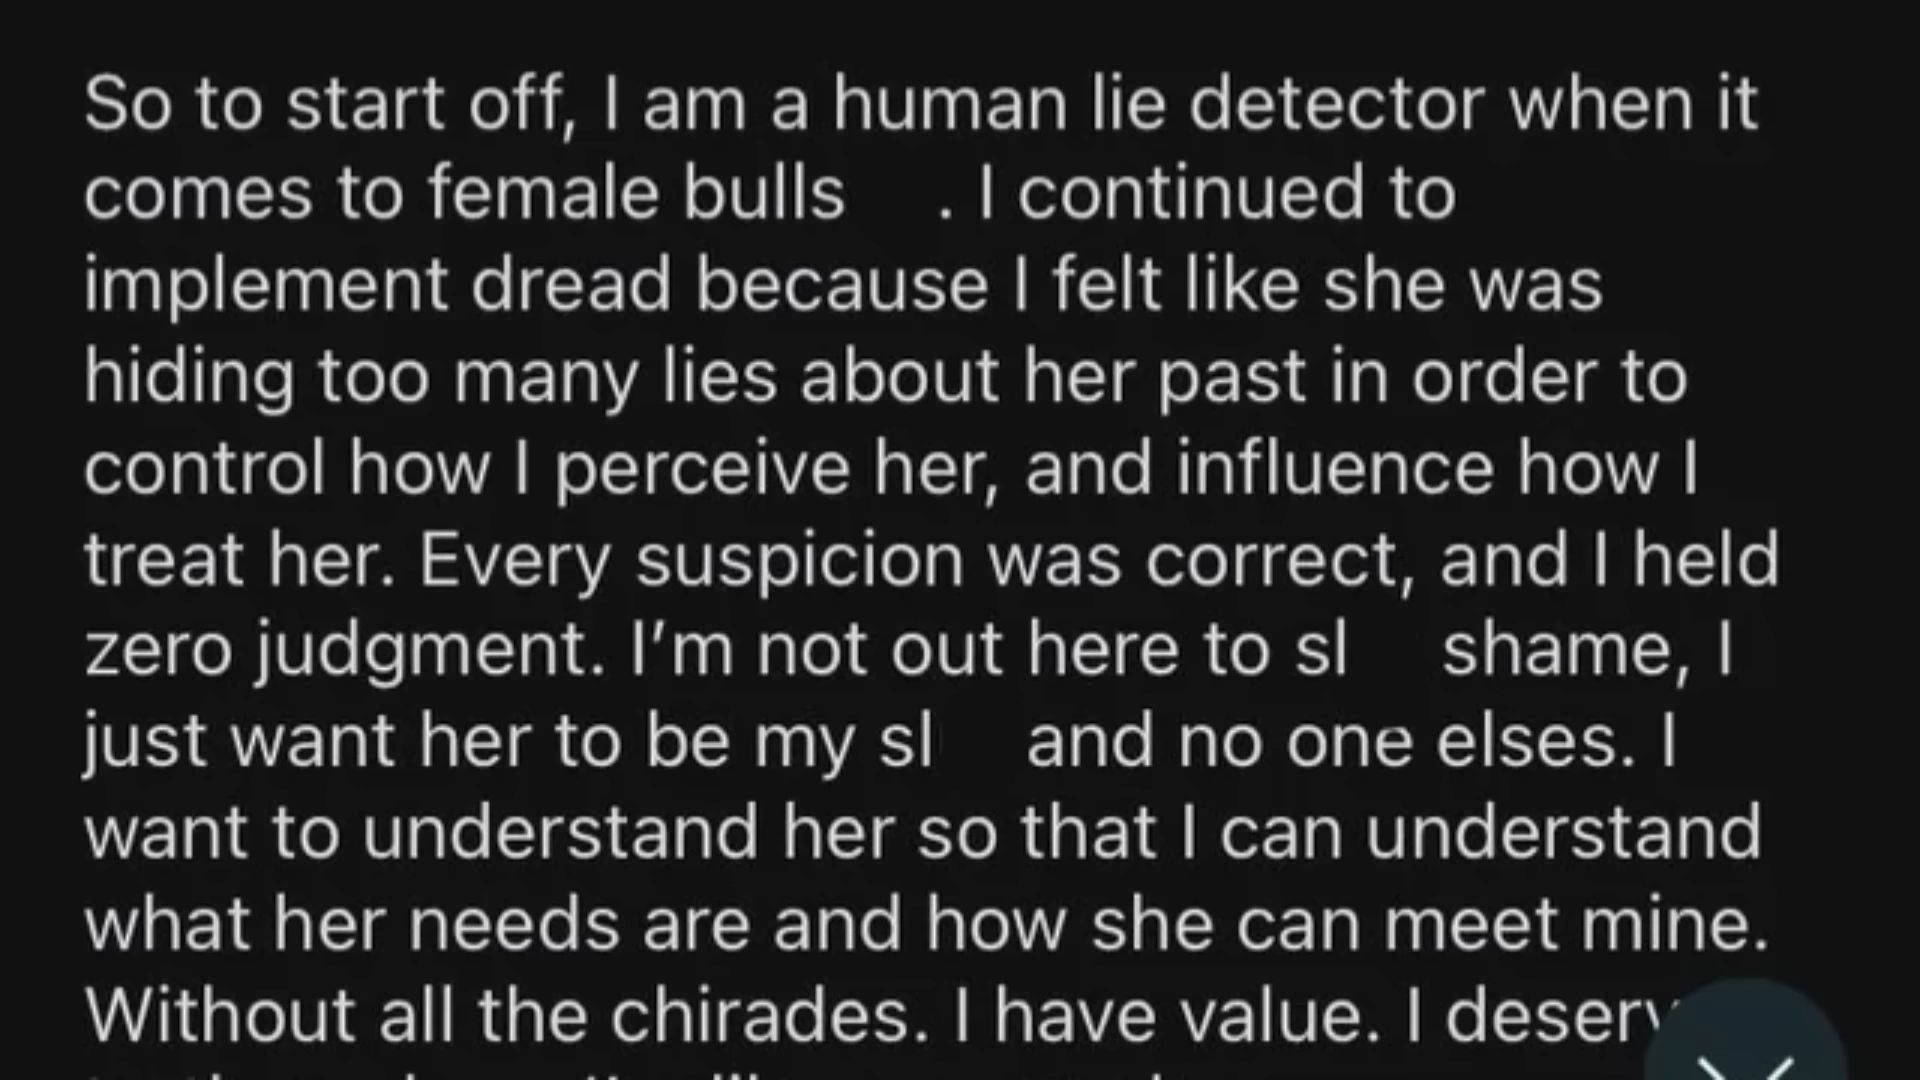 So to start off, I am a human lie detector when it
comes to female bulls . I continued to
implement dread because I felt like she was
hiding too many lies about her past in order to
control how I perceive her, and influence how I
treat her. Every suspicion was correct, and I held
zero judgment. I’m not out here to sl shame, I
just want her to be my sl and no one elses. I
want to understand her so that I can understand
what her needs are and how she can meet mine.
Without all the chirades. I have value. I deserv